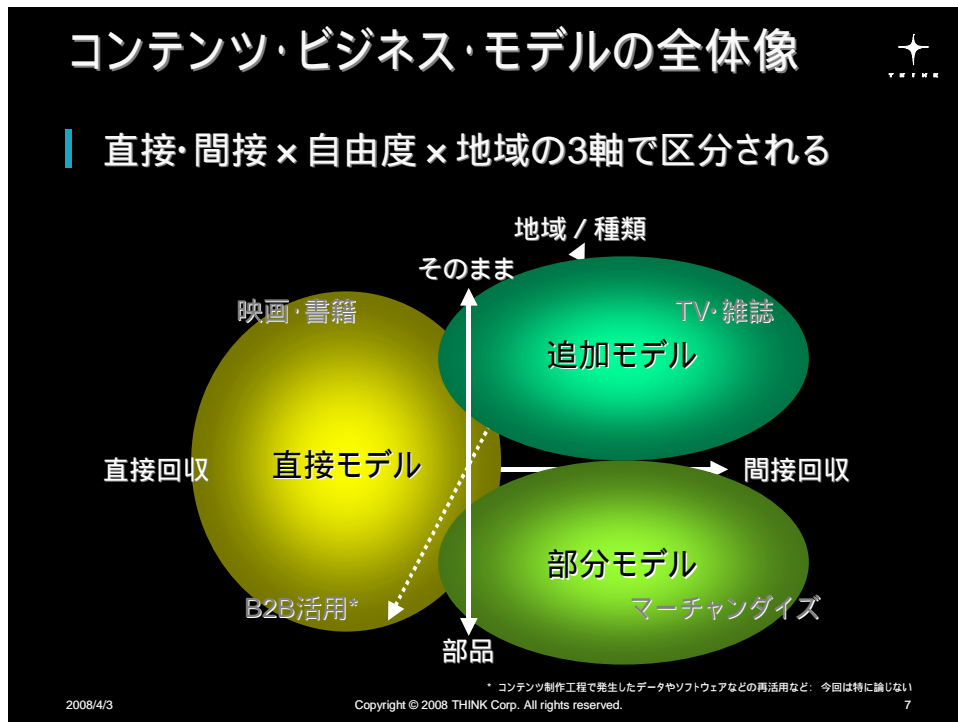 コンテンツ・ビジネス・モデルの全体像
THINK
直接・間接×自由度×地域の3軸で区分される
地域 / 種類
そのまま
映画・書籍
TV・雑誌
追加モデル
直接回収
直接モデル
間接回収
部分モデル
B2B活用*
マーチャンダイズ
部品
* コンテンツ制作工程で発生したデータやソフトウェアなどの再活用など: 今回は特に論じない
2008/4/3
Copyright © 2008 THINK Corp. All rights reserved.
7